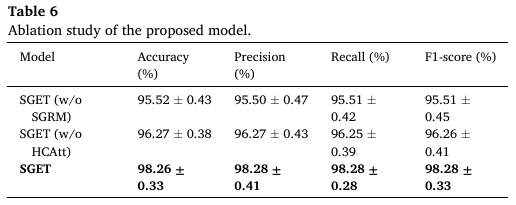 Table 6
Ablation study of the proposed model.
Model Accuracy (%) Precision (%) Recall (%) F1-score (%)
SGET (w/o SGRM) 95.52 ± 0.43 95.50 ± 0.47 95.51 ± 0.42 95.51 ± 0.45
SGET (w/o HCAtt) 96.27 ± 0.38 96.27 ± 0.43 96.25 ± 0.39 96.26 ± 0.41
SGET 98.26 ± 0.33 98.28 ± 0.41 98.28 ± 0.28 98.28 ± 0.33